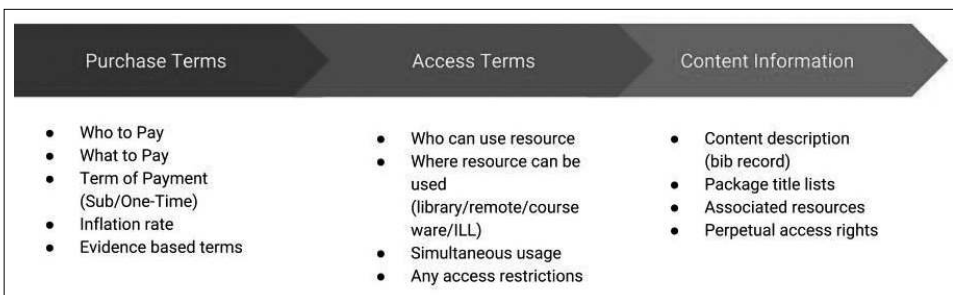 Purchase Terms
Access Terms
Content Information
● Who to Pay
● What to Pay
● Term of Payment
(Sub/One-Time)
● Inflation rate
● Evidence based terms
● Who can use resource
● Where resource can be
used
(library/remote/course
ware/ILL)
● Simultaneous usage
● Any access restrictions
● Content description
(bib record)
● Package title lists
● Associated resources
● Perpetual access rights